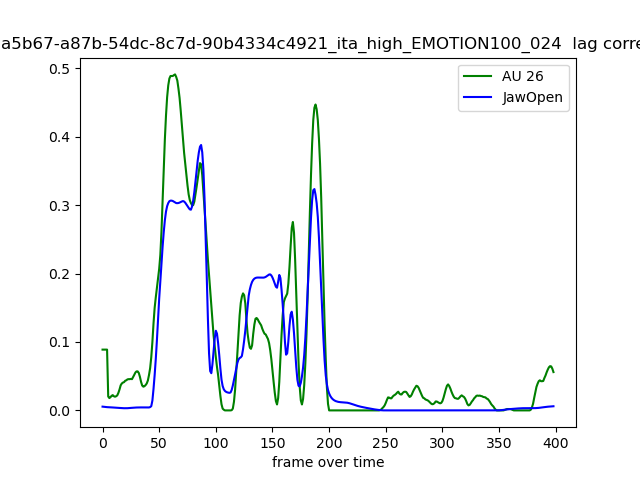 a5b67-a87b-54dc-8c7d-90b4334c4921_ita_high_EMOTION100_024 lag corre
AU 26
JawOpen
0.5
0.4
0.3
0.2
0.1
0.0
0 50 100 150 200 250 300 350 400
frame over time